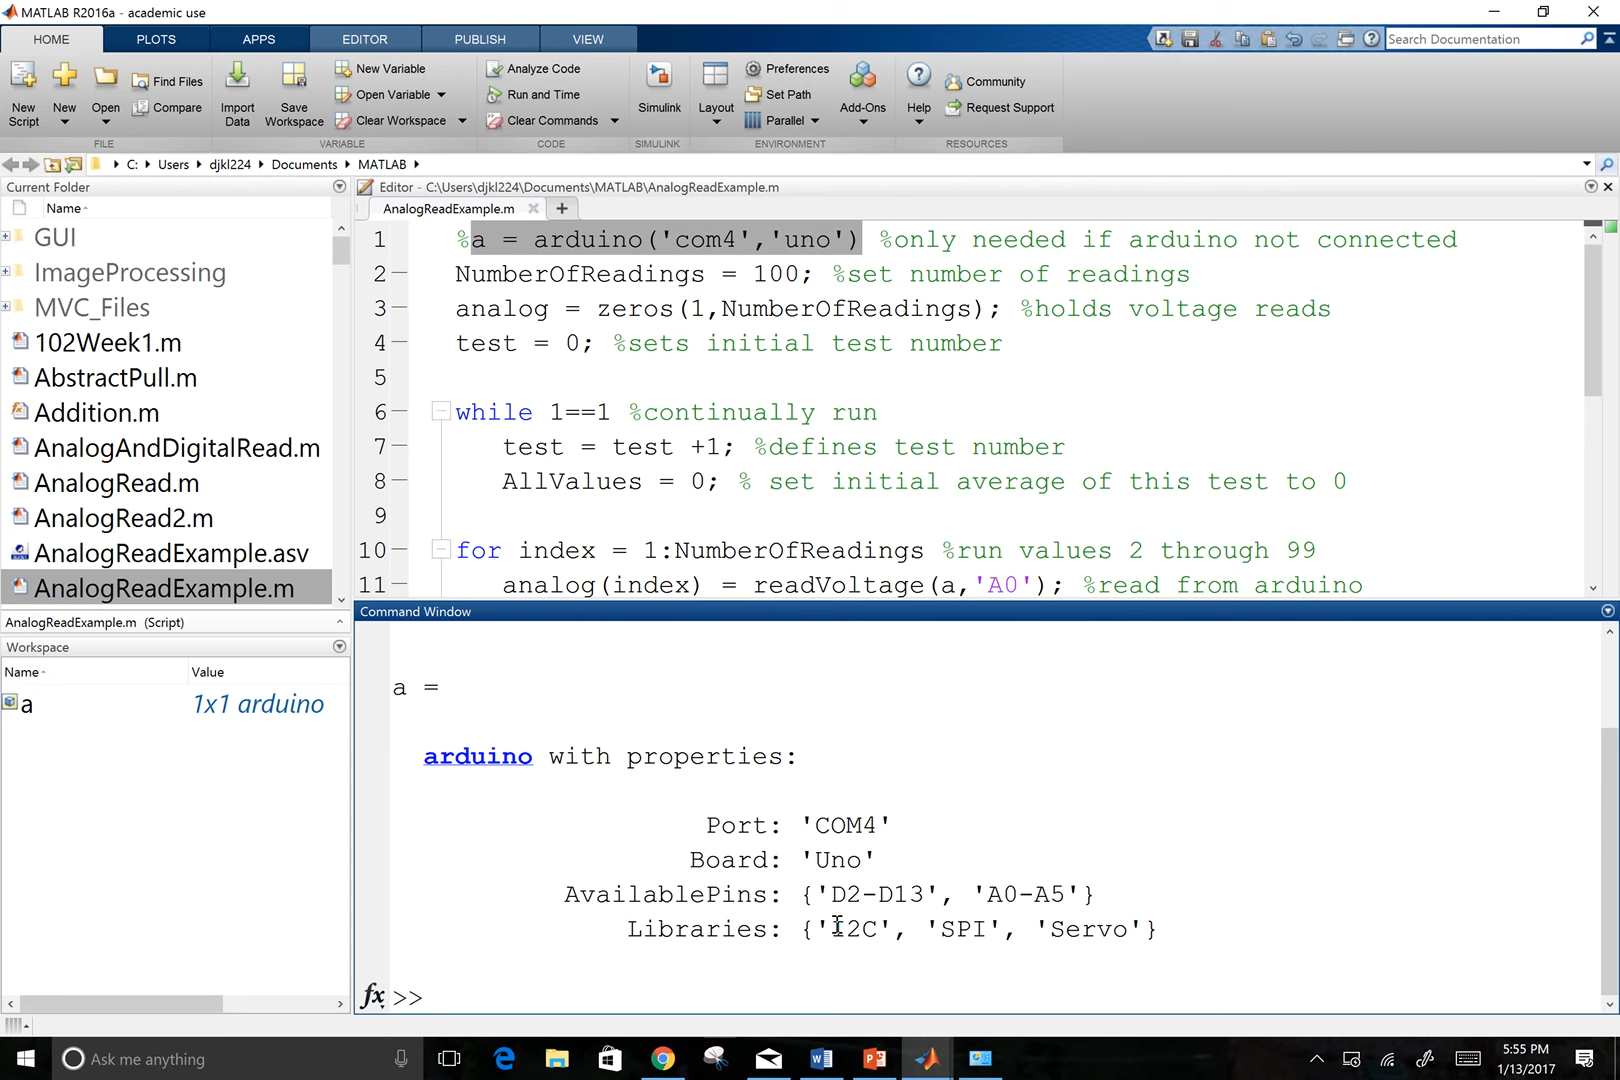 MATLAB R2016a - academic use
HOME PLOTS APPS EDITOR PUBLISH VIEW Search Documentation
New Script New Open Find Files Compare Import Data Save Workspace New Variable Open Variable Clear Workspace Analyze Code Run and Time Clear Commands Simulink Layout Preferences Set Path Parallel Add-Ons Help Community Request Support
FILE VARIABLE CODE SIMULINK ENVIRONMENT RESOURCES
C: Users djkl224 Documents MATLAB
Current Folder
Name
GUI
ImageProcessing
MVC_Files
102Week1.m
AbstractPull.m
Addition.m
AnalogAndDigitalRead.m
AnalogRead.m
AnalogRead2.m
AnalogReadExample.asv
AnalogReadExample.m
AnalogReadExample.m (Script)
Workspace
Name Value
a 1x1 arduino
Editor - C:\Users\djkl224\Documents\MATLAB\AnalogReadExample.m
AnalogReadExample.m
1 %a = arduino('com4','uno') %only needed if arduino not connected
2 NumberOfReadings = 100; %set number of readings
3 analog = zeros(1,NumberOfReadings); %holds voltage reads
4 test = 0; %sets initial test number
5
6 while 1==1 %continually run
7 test = test +1; %defines test number
8 AllValues = 0; % set initial average of this test to 0
9
10 for index = 1:NumberOfReadings %run values 2 through 99
11 analog(index) = readVoltage(a,'A0'); %read from arduino
Command Window
a =
arduino with properties:
Port: 'COM4'
Board: 'Uno'
AvailablePins: {'D2-D13', 'A0-A5'}
Libraries: {'I2C', 'SPI', 'Servo'}
fx >>
Ask me anything
5:55 PM
1/13/2017